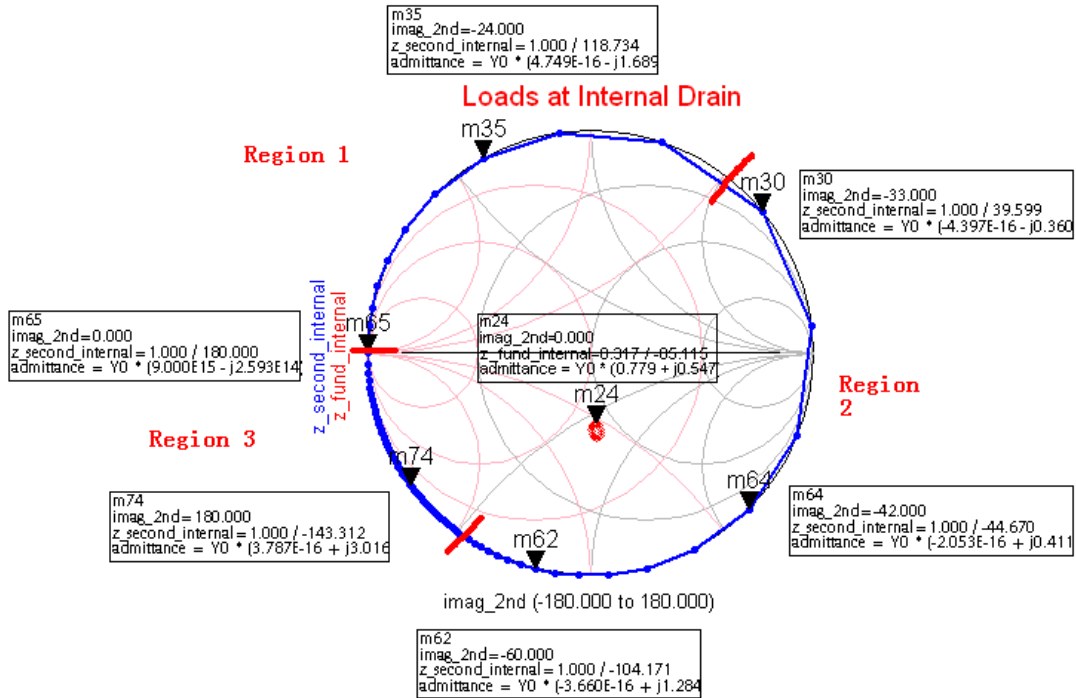 m35
imag_2nd=-24.000
z_second_internal=1.000 / 118.734
admittance = Y0 * (4.749E-16 - j1.689
Loads at Internal Drain
m35
Region 1
m30
m30
imag_2nd=-33.000
z_second_internal=1.000 / 39.599
admittance = Y0 * (-4.397E-16 - j0.360
z_second_internal
z_fund_internal
m65
imag_2nd=0.000
z_second_internal=1.000 / 180.000
admittance = Y0 * (9.000E15 - j2.593E14)
m65
m24
imag_2nd=0.000
z_fund_internal=0.317 / -85.115
admittance = Y0 * (0.779 + j0.547
Region
2
m24
Region 3
m74
m64
m74
imag_2nd=180.000
z_second_internal=1.000 / -143.312
admittance = Y0 * (3.787E-16 + j3.016
m62
m64
imag_2nd=-42.000
z_second_internal=1.000 / -44.670
admittance = Y0 * (-2.053E-16 + j0.411
imag_2nd (-180.000 to 180.000)
m62
imag_2nd=-60.000
z_second_internal=1.000 / -104.171
admittance = Y0 * (-3.660E-16 + j1.284